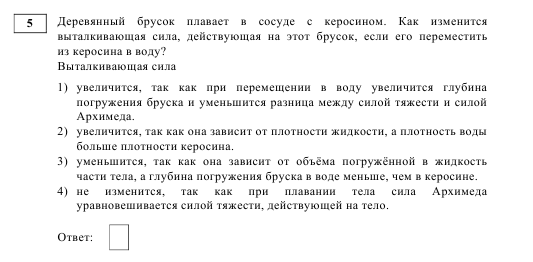 5
Деревянный брусок плавает в сосуде с керосином. Как изменится
выталкивающая сила, действующая на этот брусок, если его переместить
из керосина в воду?
Выталкивающая сила
1) увеличится, так как при перемещении в воду увеличится глубина
погружения бруска и уменьшится разница между силой тяжести и силой
Архимеда.
2) увеличится, так как она зависит от плотности жидкости, а плотность воды
больше плотности керосина.
3) уменьшится, так как она зависит от объёма погружённой в жидкость
части тела, а глубина погружения бруска в воде меньше, чем в керосине.
4) не изменится, так как при плавании тела сила Архимеда
уравновешивается силой тяжести, действующей на тело.
Ответ: